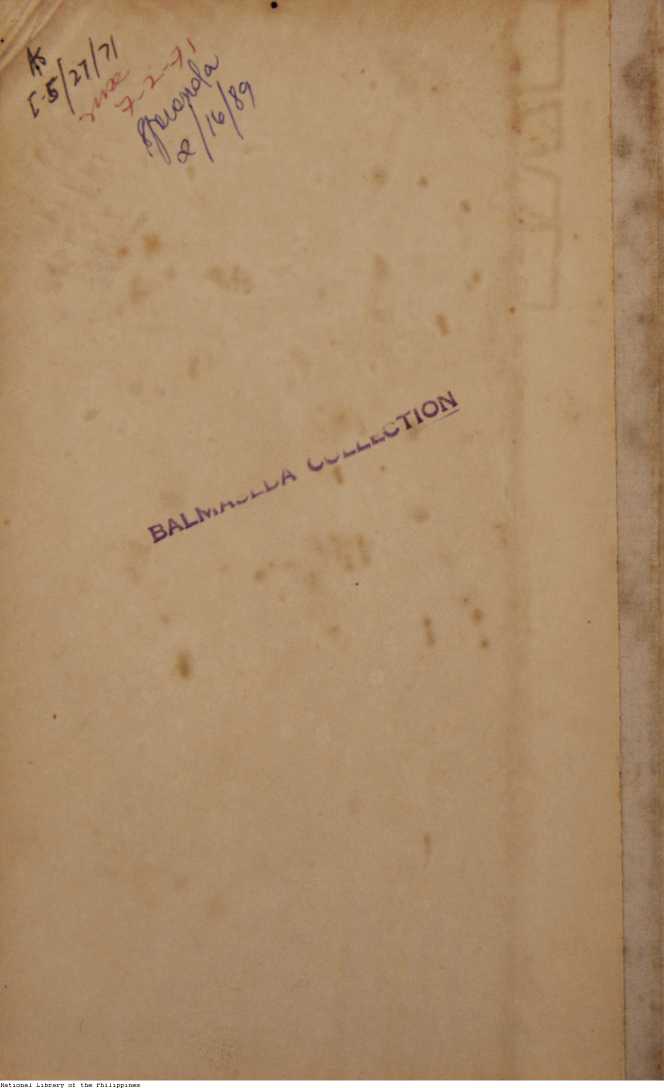 5/27/71
7-2-71
2/16/89
BALMASEDA COLLECTION
National Library of the Philippines